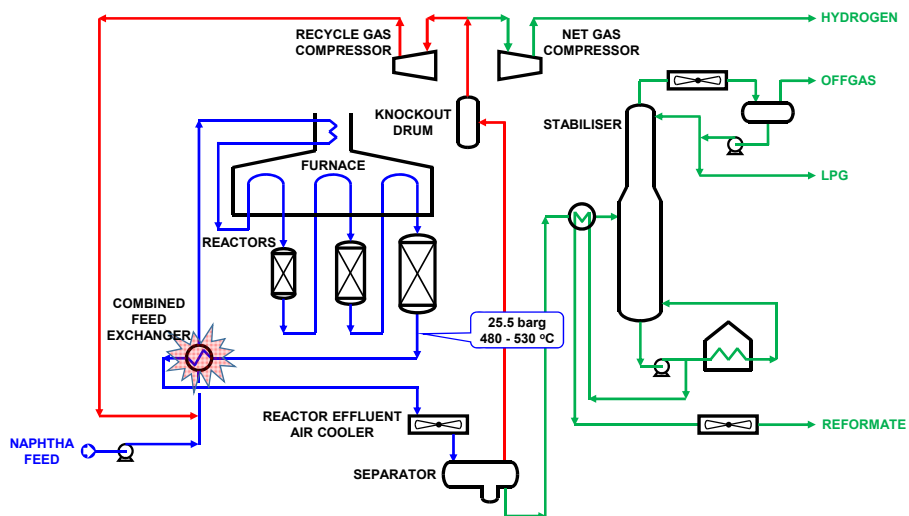 HYDROGEN
RECYCLE GAS
COMPRESSOR
NET GAS
COMPRESSOR
OFFGAS
KNOCKOUT
DRUM
STABILISER
FURNACE
LPG
REACTORS
COMBINED
FEED
EXCHANGER
25.5 barg
480 - 530 ºC
REACTOR EFFLUENT
AIR COOLER
REFORMATE
NAPHTHA
FEED
SEPARATOR